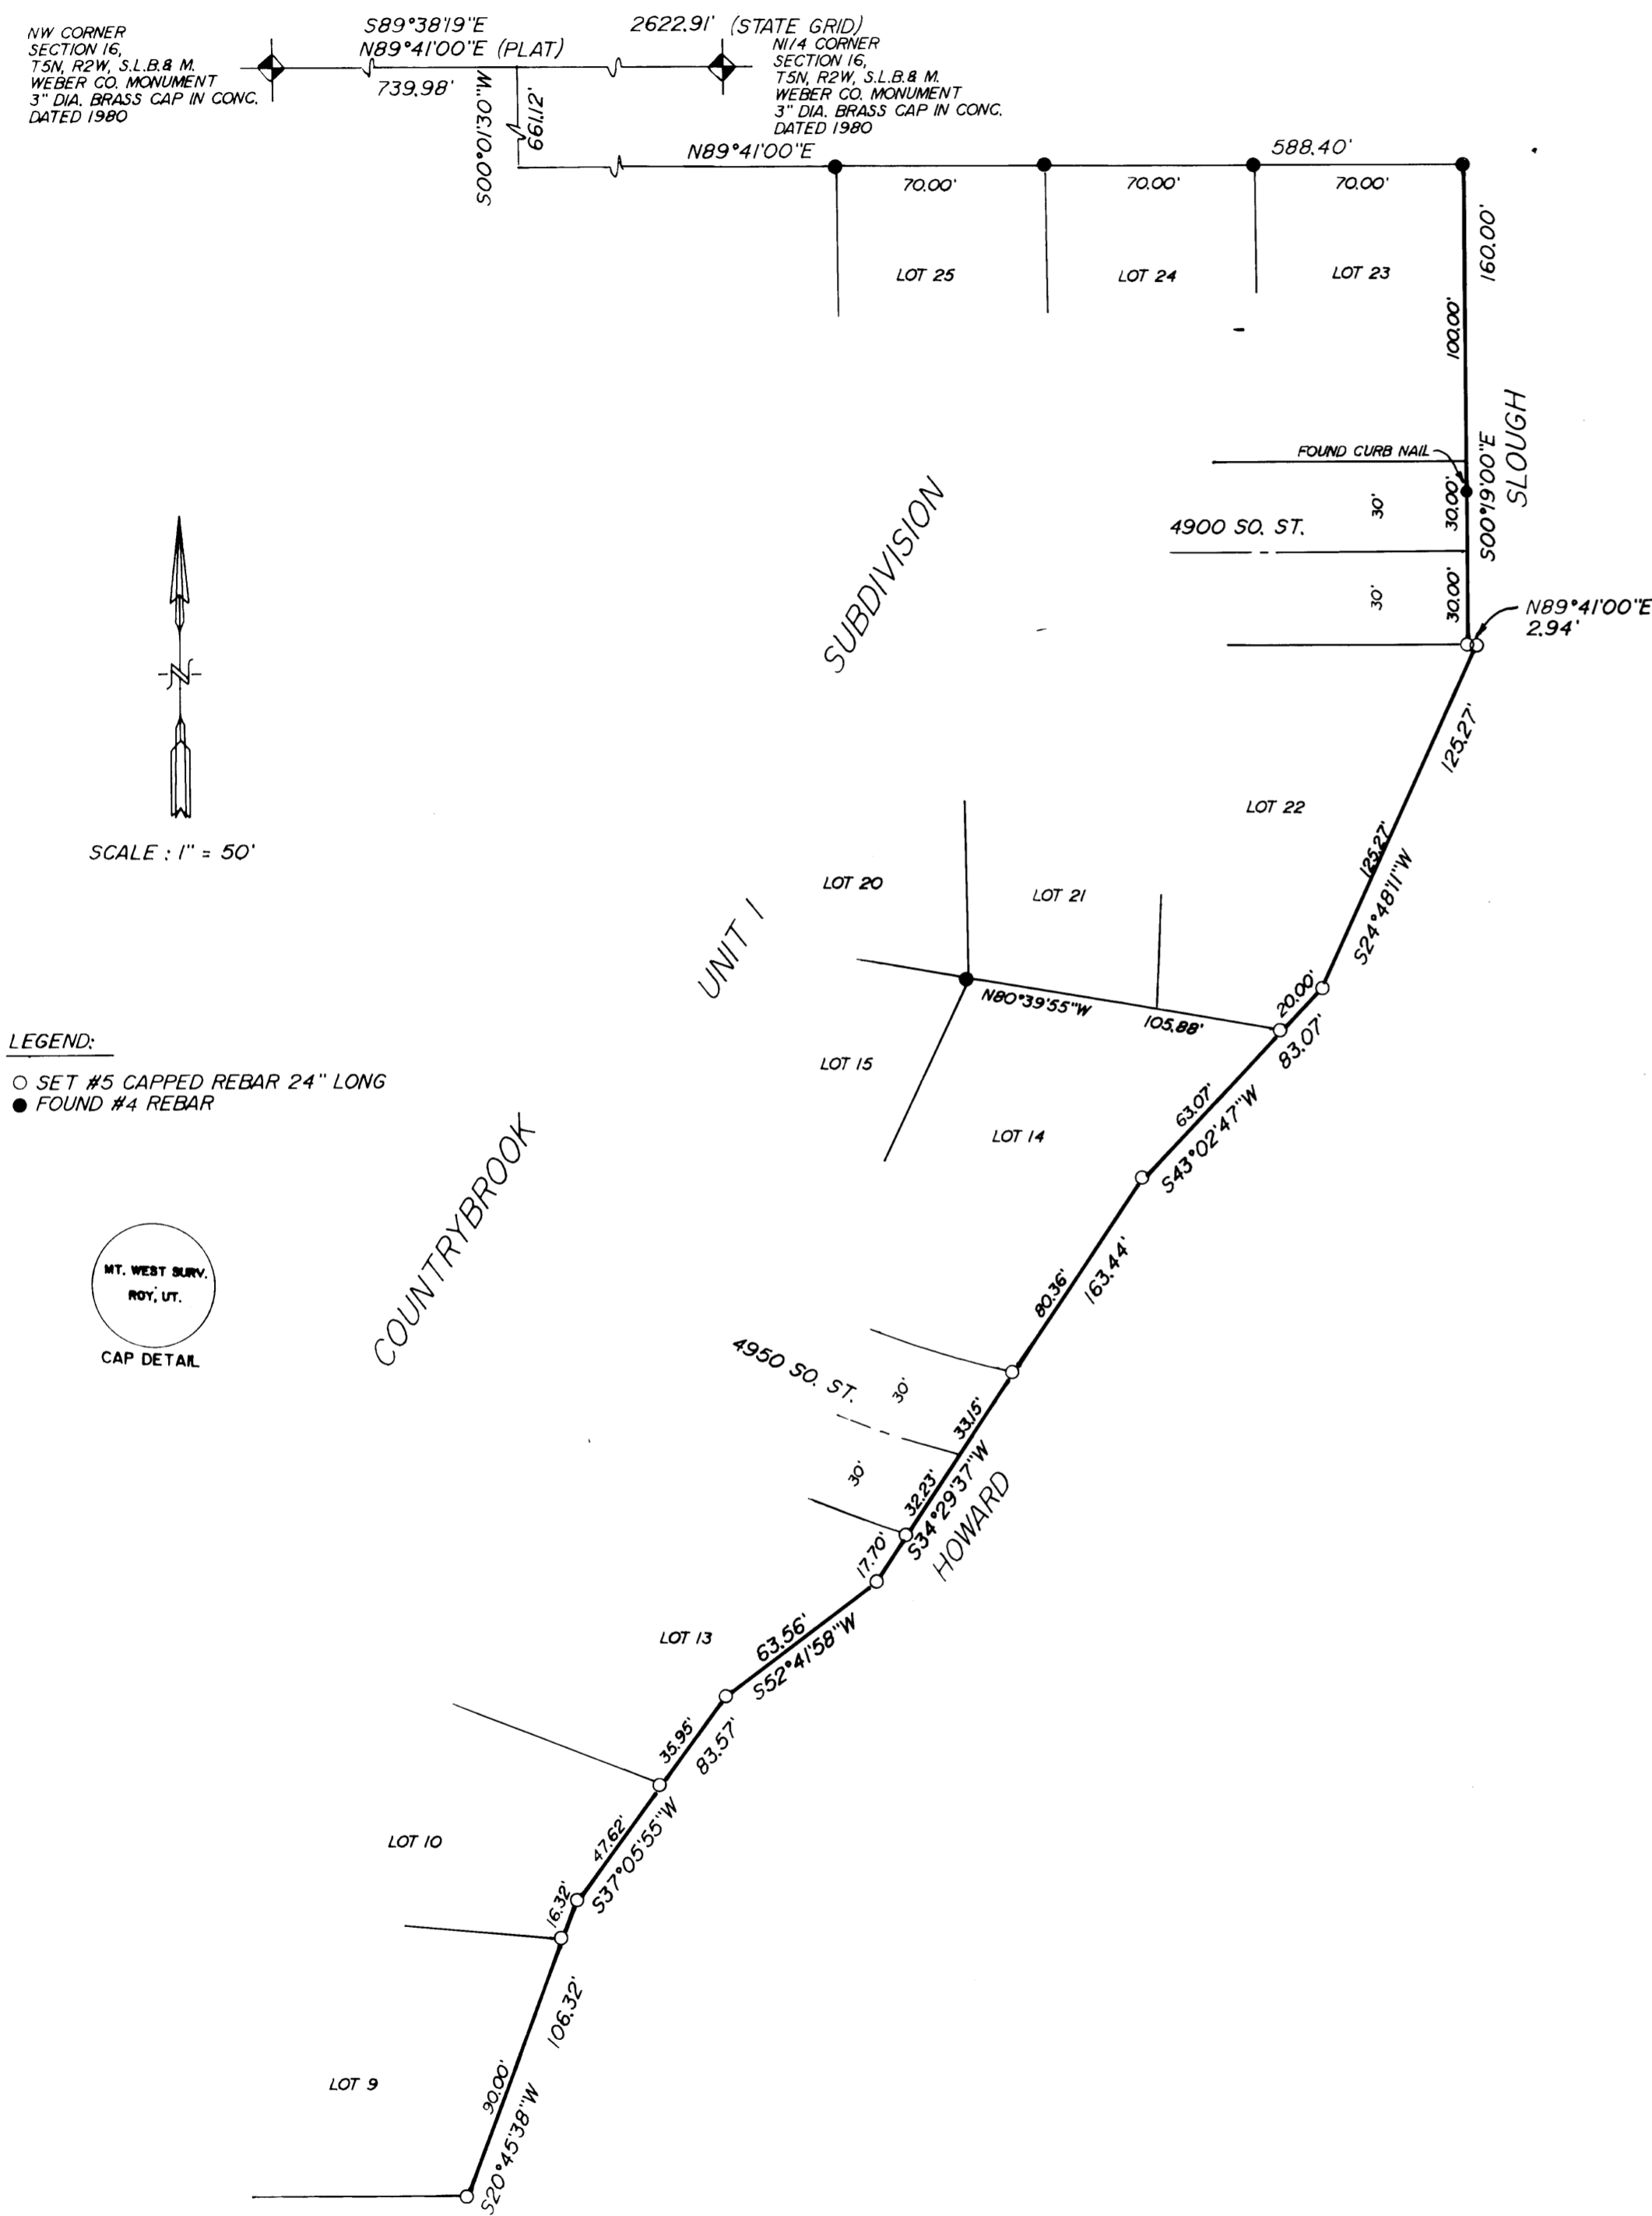 NW CORNER
SECTION 16,
T5N, R2W, S.L.B.& M.
WEBER CO. MONUMENT
3" DIA. BRASS CAP IN CONC.
DATED 1980
S89°38'19"E
2622.91' (STATE GRID)
N89°41'00"E (PLAT)
739.98'
N1/4 CORNER
SECTION 16,
T5N, R2W, S.L.B.& M.
WEBER CO. MONUMENT
3" DIA. BRASS CAP IN CONC.
DATED 1980
S00°01'30"W
661.12'
N89°41'00"E
588.40'
70.00'
70.00'
70.00'
LOT 25
LOT 24
LOT 23
160.00'
100.00'
FOUND CURB NAIL
S00°19'00"E
SLOUGH
30'
30.00'
4900 SO. ST.
30'
30.00'
N89°41'00"E
2.94'
SUBDIVISION
125.27'
LOT 22
125.27'
S24°48'11"W
N
SCALE : 1" = 50'
LOT 20
LOT 21
UNIT 1
N80°39'55"W
105.88'
20.00'
83.07'
LOT 15
LEGEND:
SET #5 CAPPED REBAR 24" LONG
FOUND #4 REBAR
LOT 14
63.07'
S43°02'47"W
COUNTRYBROOK
MT. WEST SURV.
ROY, UT.
CAP DETAIL
80.36'
163.44'
4950 SO. ST.
30'
33.15'
30'
32.23'
S34°29'37"W
HOWARD
17.70'
LOT 13
63.56'
S52°41'58"W
35.95'
83.57'
LOT 10
47.62'
S37°05'55"W
16.32'
106.32'
LOT 9
90.00'
S20°45'38"W